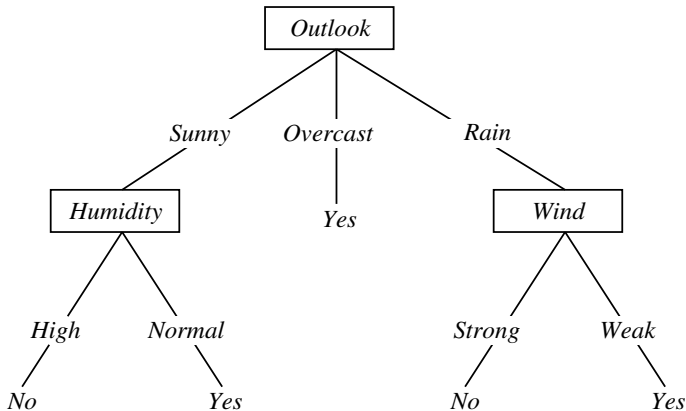 Outlook
Sunny Overcast Rain
Humidity Wind
Yes
High Normal Strong Weak
No Yes No Yes